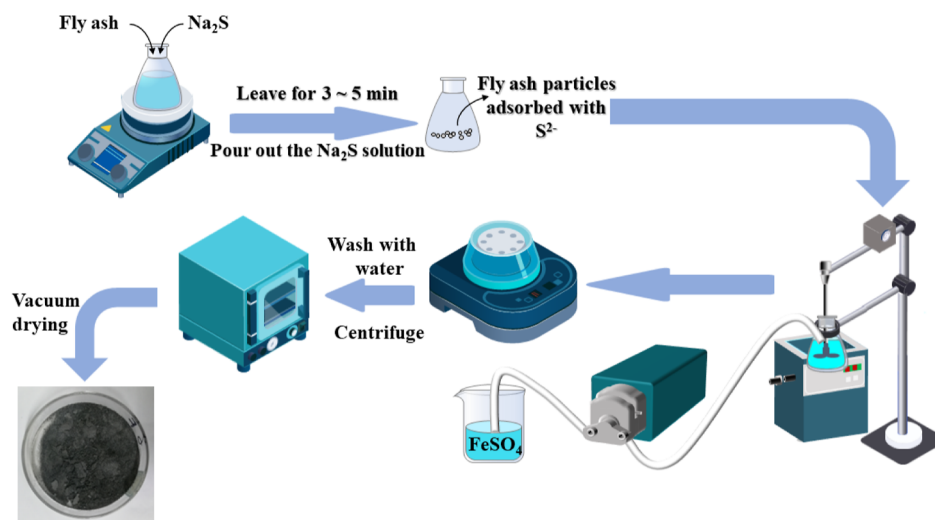 Fly ash
Na₂S
Leave for 3 ~ 5 min
Pour out the Na₂S solution
Fly ash particles
adsorbed with
S²⁻
Wash with
water
Centrifuge
Vacuum
drying
FeSO₄